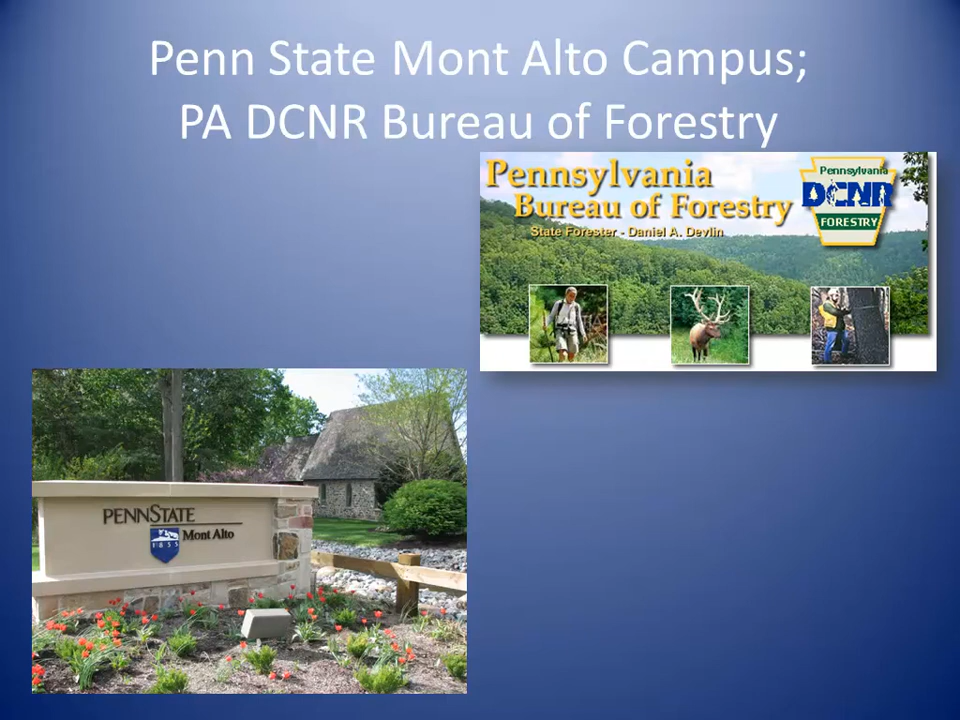 Penn State Mont Alto Campus;
PA DCNR Bureau of Forestry
Pennsylvania
Bureau of Forestry
State Forester - Daniel A. Devlin
Pennsylvania
DCNR
FORESTRY
PENNSTATE
Mont Alto
1855